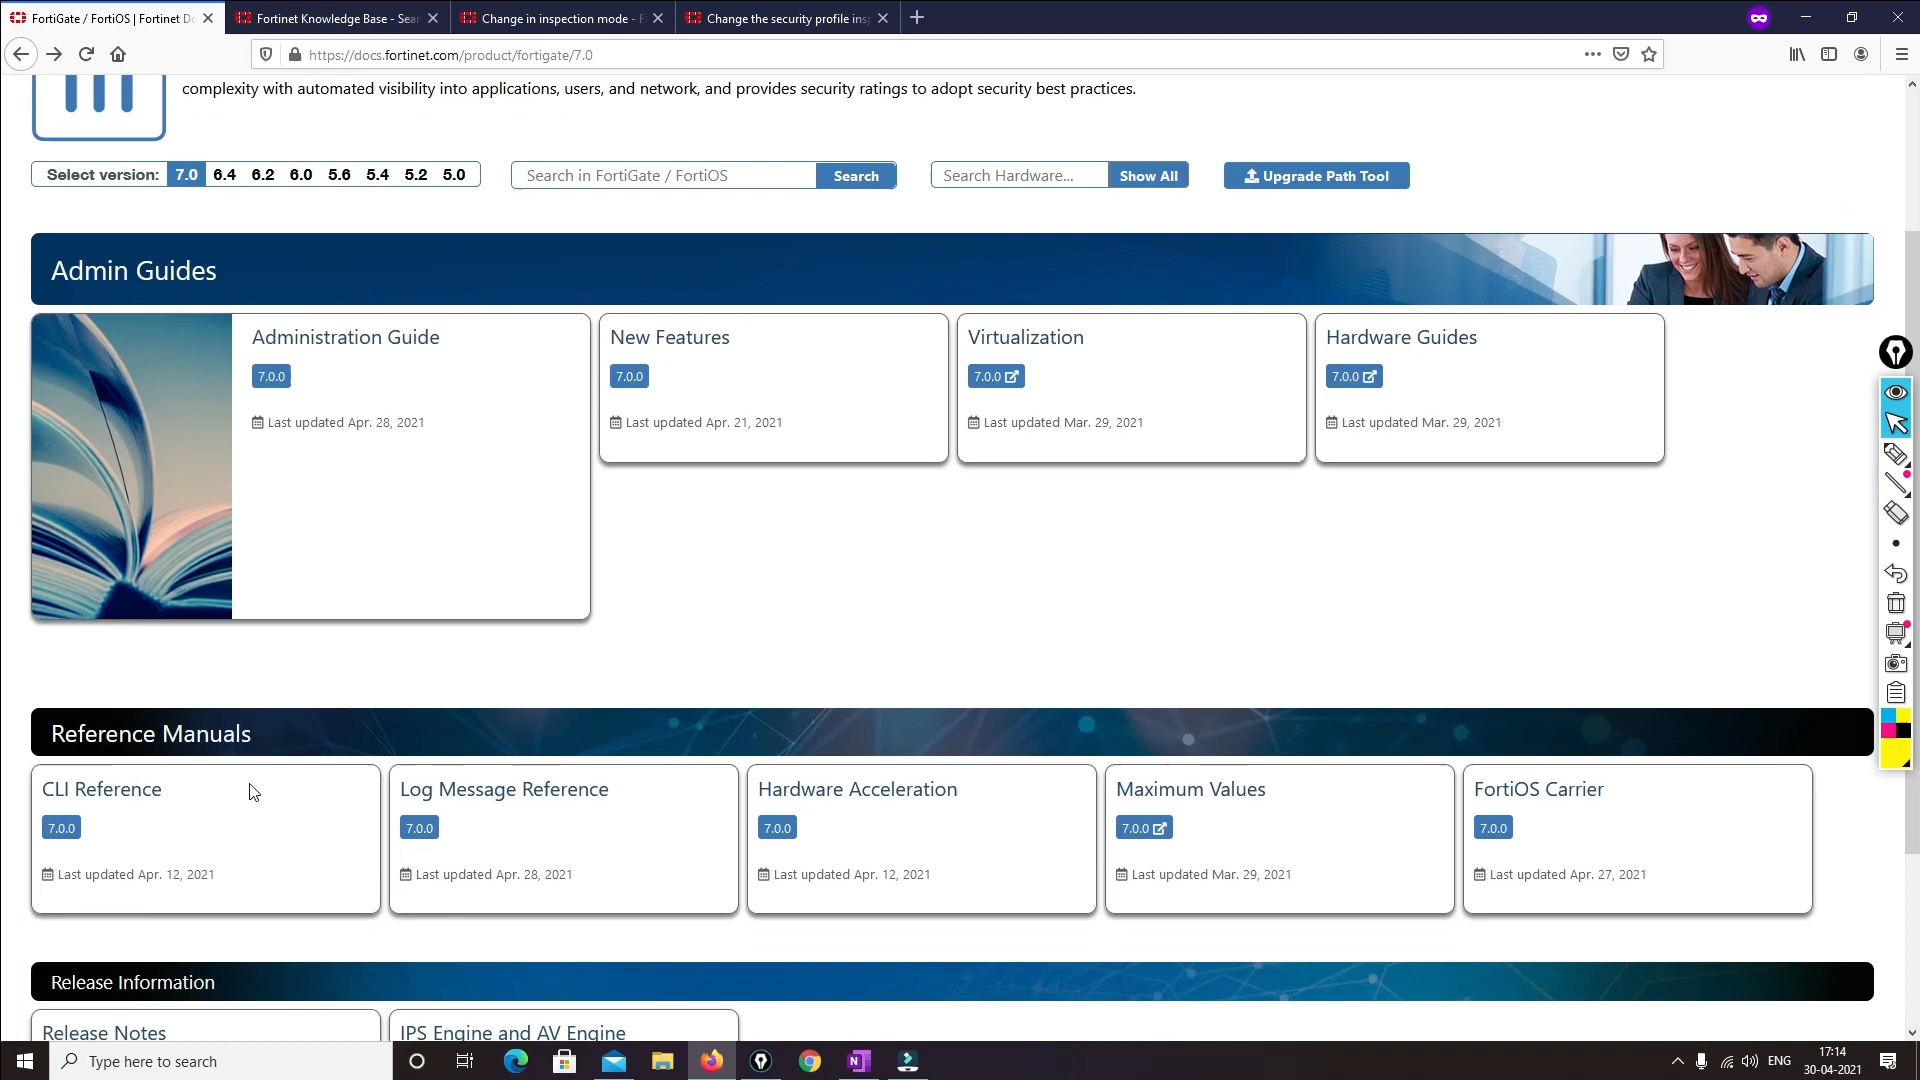 FortiGate / FortiOS | Fortinet Do
Fortinet Knowledge Base - Sear
Change in inspection mode - F
Change the security profile insp
https://docs.fortinet.com/product/fortigate/7.0
complexity with automated visibility into applications, users, and network, and provides security ratings to adopt security best practices.
Select version: 7.0 6.4 6.2 6.0 5.6 5.4 5.2 5.0
Search in FortiGate / FortiOS
Search
Search Hardware...
Show All
Upgrade Path Tool
Admin Guides
Administration Guide
7.0.0
Last updated Apr. 28, 2021
New Features
7.0.0
Last updated Apr. 21, 2021
Virtualization
7.0.0
Last updated Mar. 29, 2021
Hardware Guides
7.0.0
Last updated Mar. 29, 2021
Reference Manuals
CLI Reference
7.0.0
Last updated Apr. 12, 2021
Log Message Reference
7.0.0
Last updated Apr. 28, 2021
Hardware Acceleration
7.0.0
Last updated Apr. 12, 2021
Maximum Values
7.0.0
Last updated Mar. 29, 2021
FortiOS Carrier
7.0.0
Last updated Apr. 27, 2021
Release Information
Release Notes
IPS Engine and AV Engine
Type here to search
ENG
17:14
30-04-2021